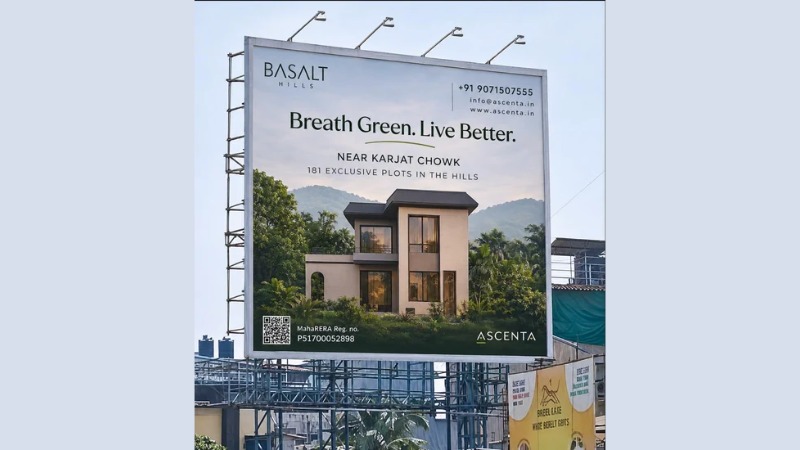 BASALT
HILLS
+91 9071507555
info@ascenta.in
www.ascenta.in
Breath Green. Live Better.
NEAR KARJAT CHOWK
181 EXCLUSIVE PLOTS IN THE HILLS
MahaRERA Reg. no.
P51700052898
ASCENTA